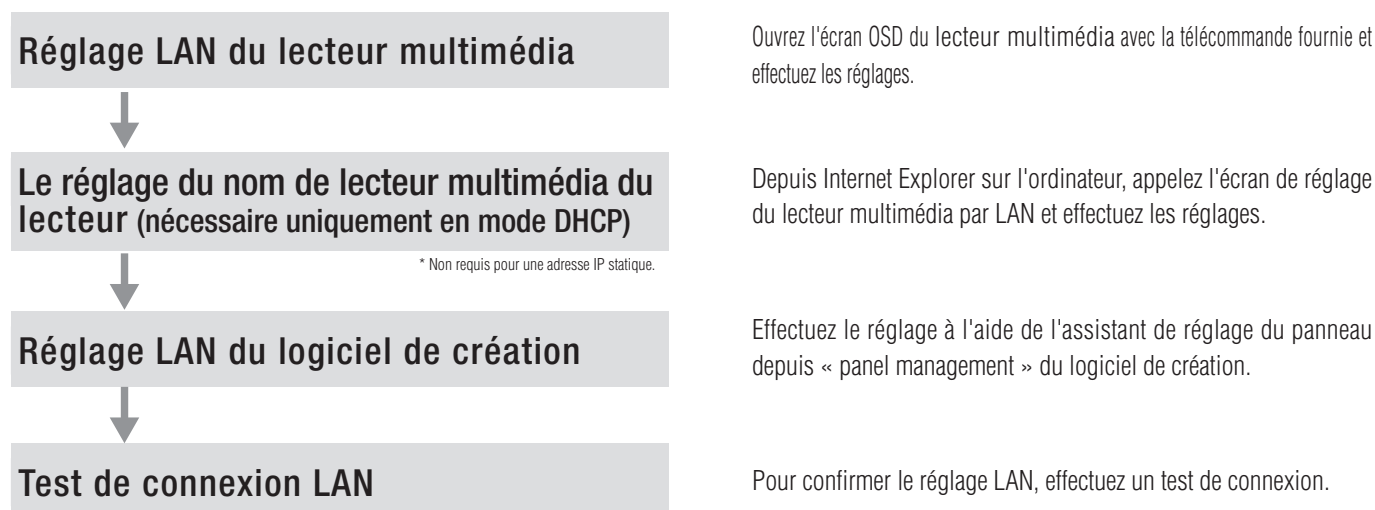 Réglage LAN du lecteur multimédia
Ouvrez l'écran OSD du lecteur multimédia avec la télécommande fournie et
effectuez les réglages.
Le réglage du nom de lecteur multimédia du
lecteur (nécessaire uniquement en mode DHCP)
* Non requis pour une adresse IP statique.
Depuis Internet Explorer sur l'ordinateur, appelez l'écran de réglage
du lecteur multimédia par LAN et effectuez les réglages.
Réglage LAN du logiciel de création
Effectuez le réglage à l'aide de l'assistant de réglage du panneau
depuis « panel management » du logiciel de création.
Test de connexion LAN
Pour confirmer le réglage LAN, effectuez un test de connexion.